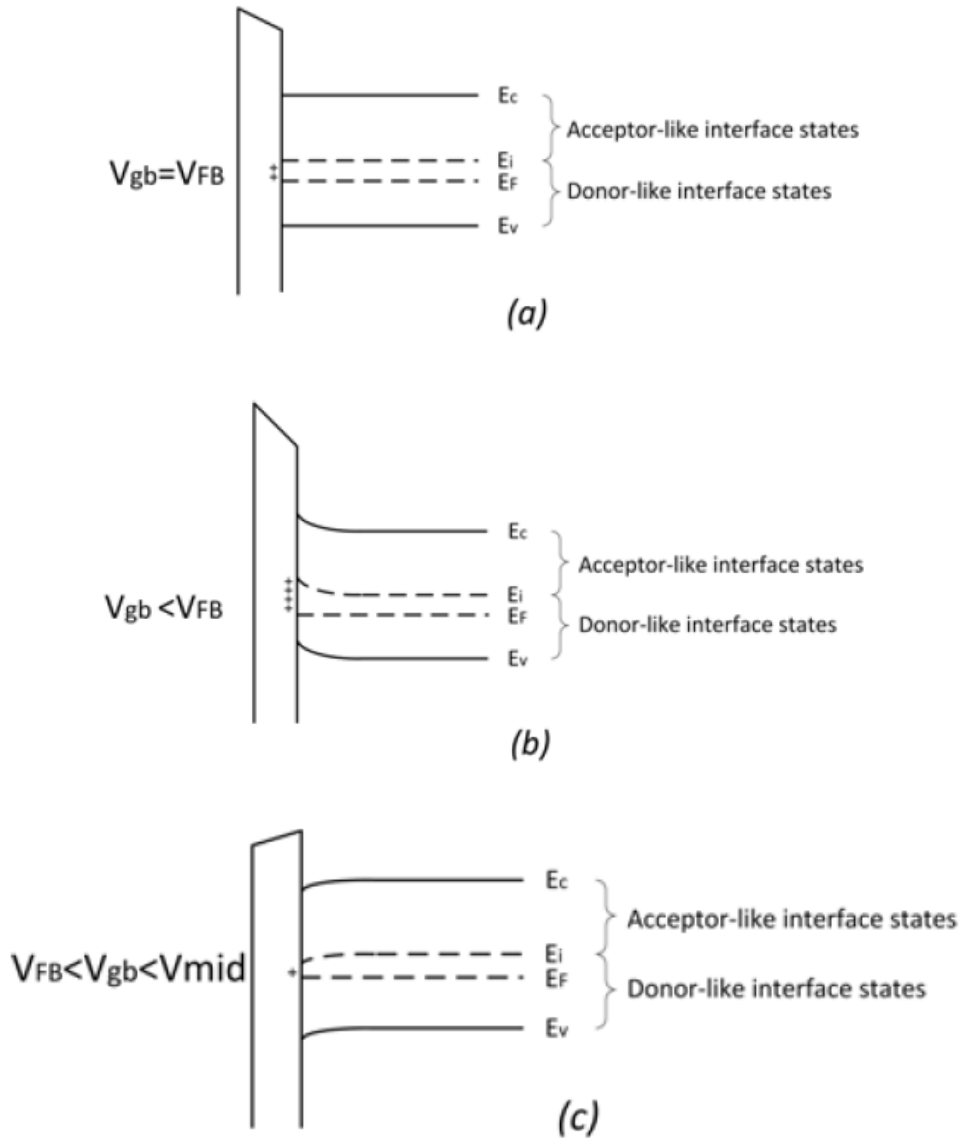 Ec
Acceptor-like interface states
Vgb=VFB
+
+
Ei
EF
Donor-like interface states
Ev
(a)
Ec
Acceptor-like interface states
Vgb <VFB
+
+
+
+
Ei
EF
Donor-like interface states
Ev
(b)
Ec
Acceptor-like interface states
VFB<Vgb<Vmid
+
Ei
EF
Donor-like interface states
Ev
(c)